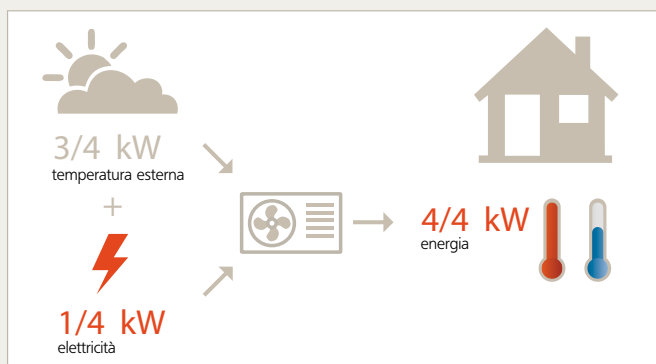 3/4 kW
temperatura esterna
+
1/4 kW
elettricità
4/4 kW
energia